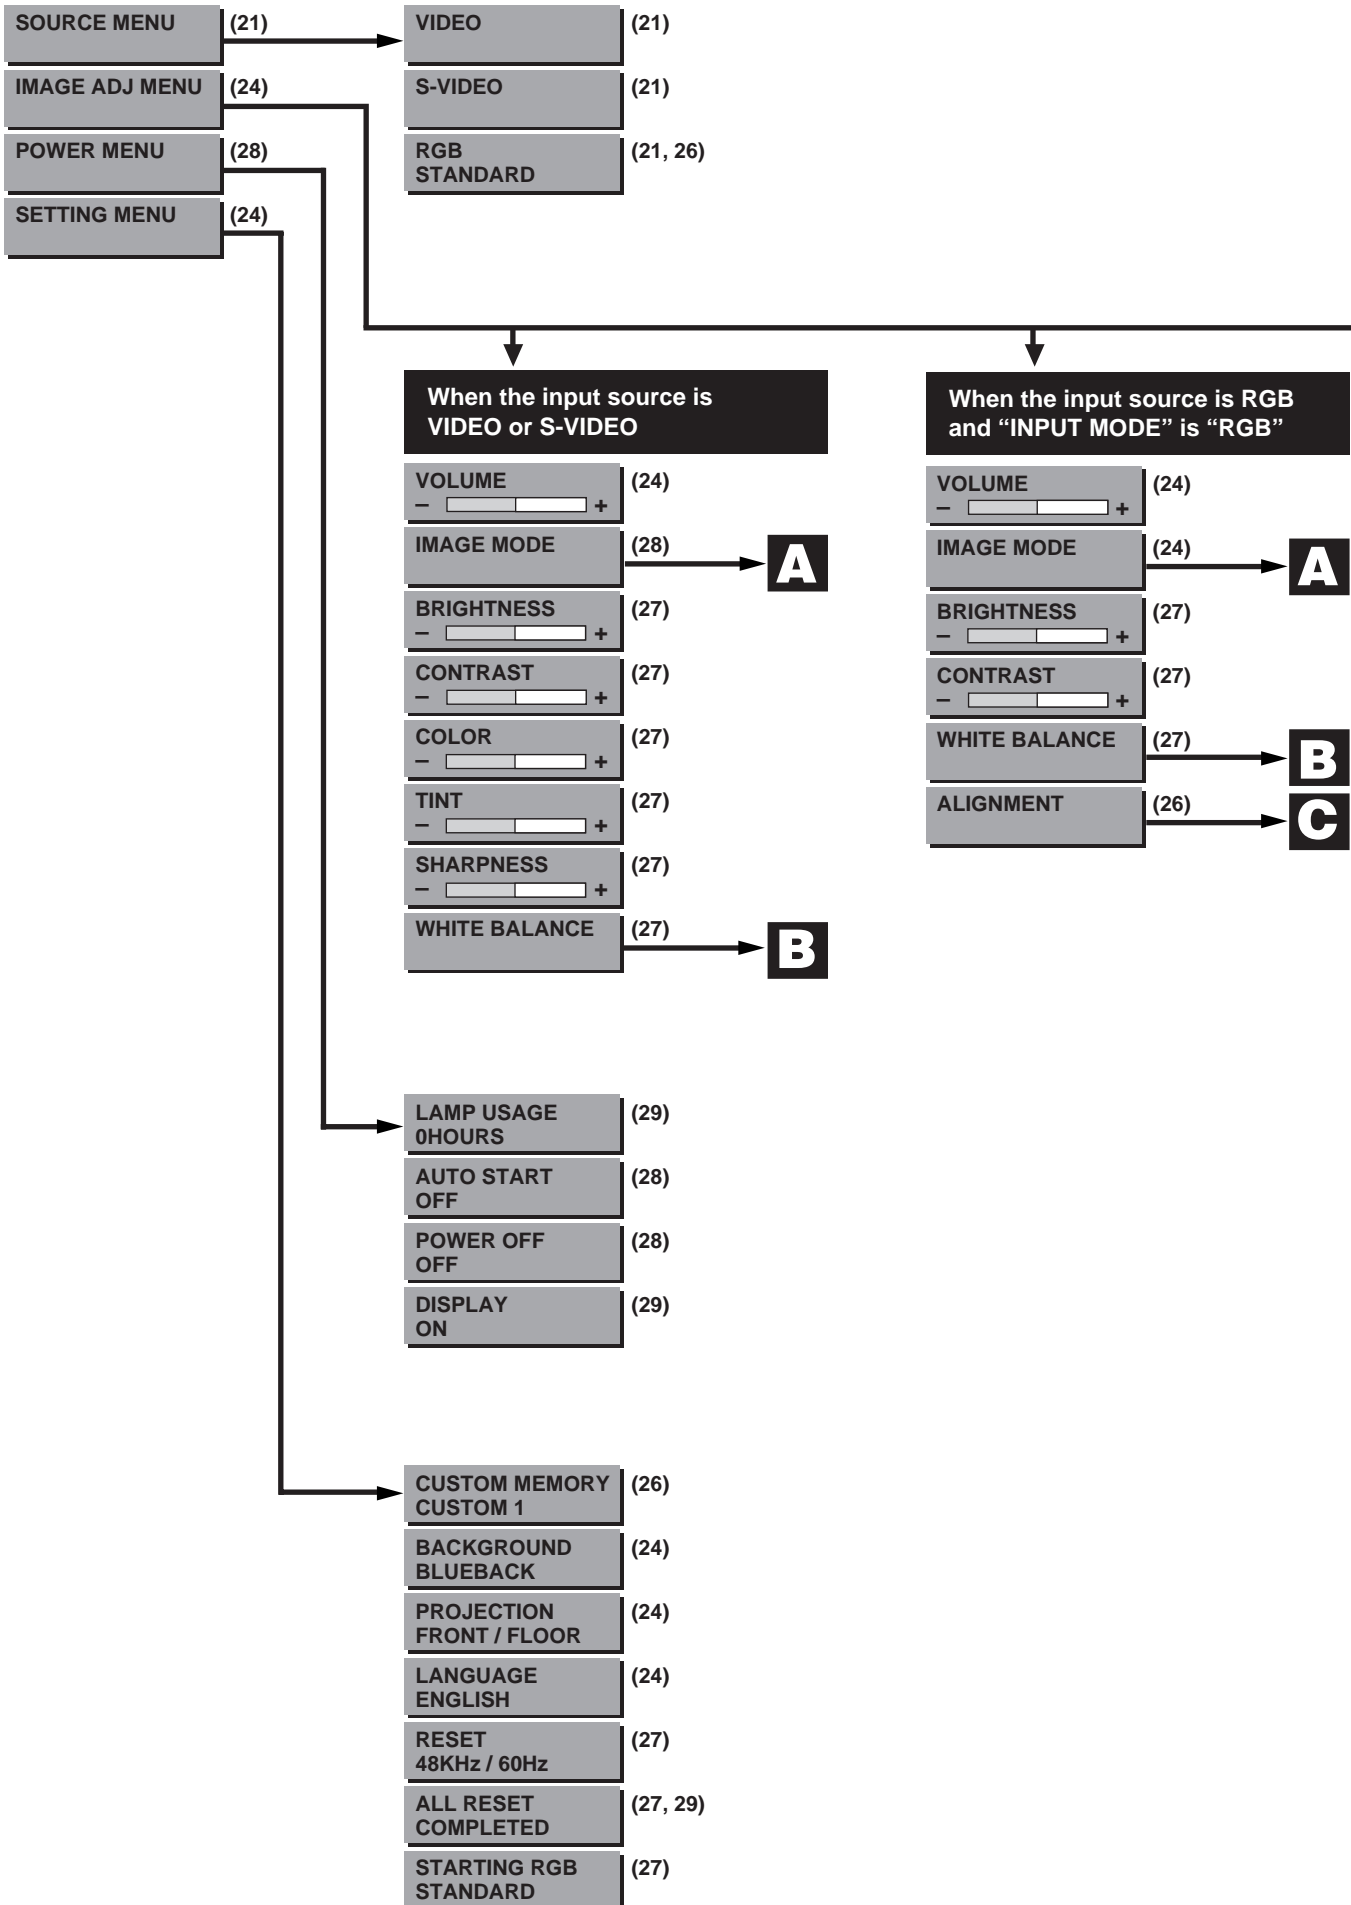 SOURCE MENU (21)
IMAGE ADJ MENU (24)
POWER MENU (28)
SETTING MENU (24)
VIDEO (21)
S-VIDEO (21)
RGB (21, 26)
STANDARD
When the input source is
VIDEO or S-VIDEO
VOLUME (24)
– +
IMAGE MODE (28)
A
BRIGHTNESS (27)
– +
CONTRAST (27)
– +
COLOR (27)
– +
TINT (27)
– +
SHARPNESS (27)
– +
WHITE BALANCE (27)
B
When the input source is RGB
and “INPUT MODE” is “RGB”
VOLUME (24)
– +
IMAGE MODE (24)
A
BRIGHTNESS (27)
– +
CONTRAST (27)
– +
WHITE BALANCE (27)
B
ALIGNMENT (26)
C
LAMP USAGE (29)
0HOURS
AUTO START (28)
OFF
POWER OFF (28)
OFF
DISPLAY (29)
ON
CUSTOM MEMORY (26)
CUSTOM 1
BACKGROUND (24)
BLUEBACK
PROJECTION (24)
FRONT / FLOOR
LANGUAGE (24)
ENGLISH
RESET (27)
48KHz / 60Hz
ALL RESET (27, 29)
COMPLETED
STARTING RGB (27)
STANDARD